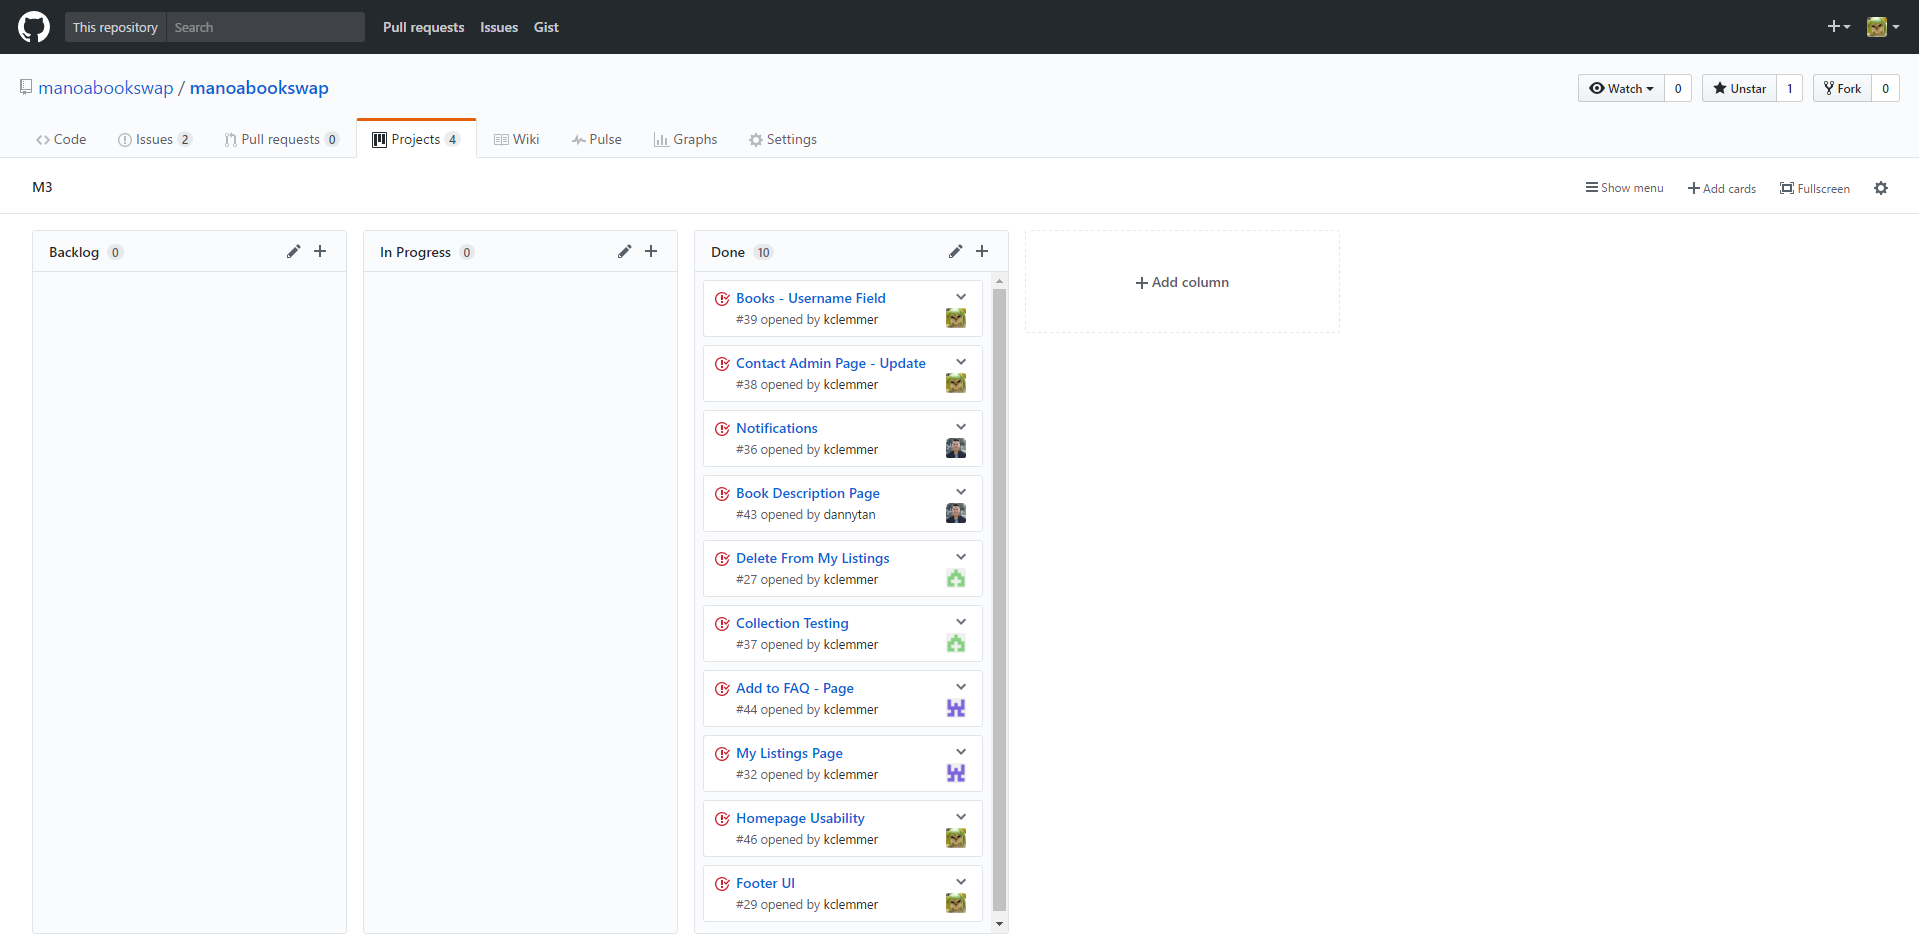 This repository Search Pull requests Issues Gist
manoabookswap / manoabookswap
Watch 0 Unstar 1 Fork 0
Code Issues 2 Pull requests 0 Projects 4 Wiki Pulse Graphs Settings
M3
Show menu Add cards Fullscreen
Backlog 0
In Progress 0
Done 10
Books - Username Field
#39 opened by kclemmer
Contact Admin Page - Update
#38 opened by kclemmer
Notifications
#36 opened by kclemmer
Book Description Page
#43 opened by dannytan
Delete From My Listings
#27 opened by kclemmer
Collection Testing
#37 opened by kclemmer
Add to FAQ - Page
#44 opened by kclemmer
My Listings Page
#32 opened by kclemmer
Homepage Usability
#46 opened by kclemmer
Footer UI
#29 opened by kclemmer
Add column